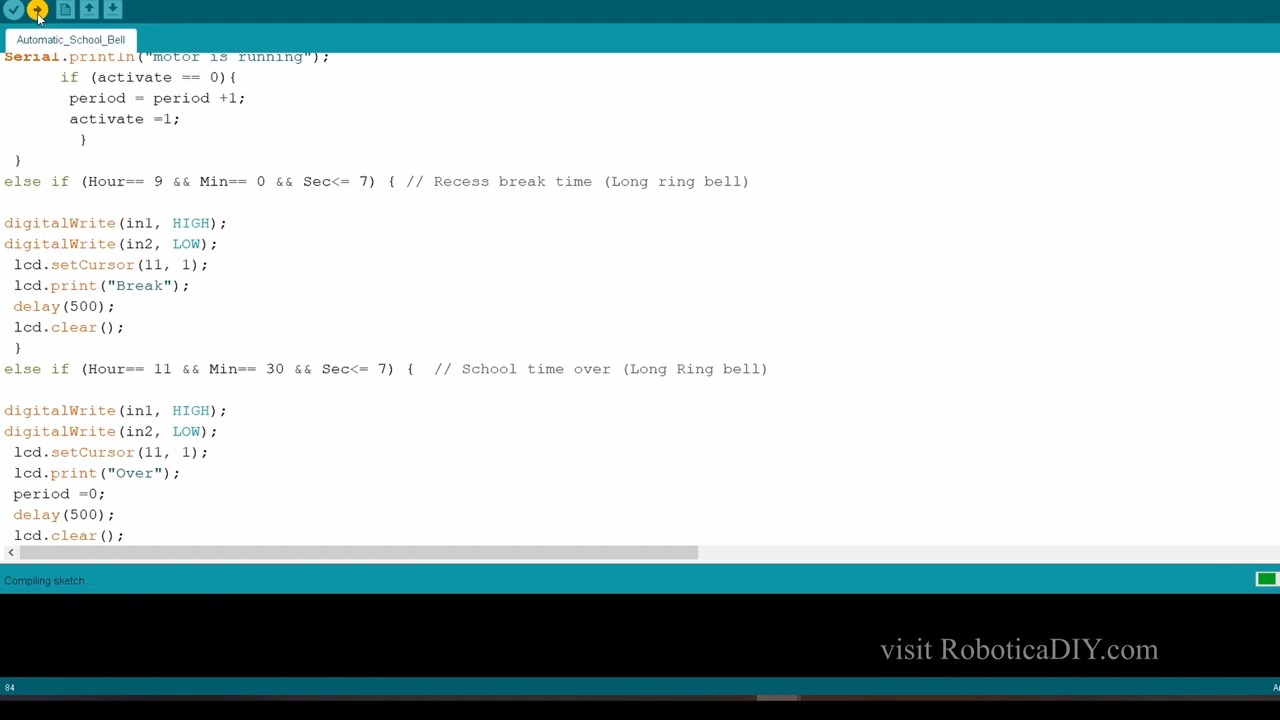 Automatic_School_Bell
Serial.println("motor is running");
if (activate == 0){
period = period +1;
activate =1;
}
}
else if (Hour== 9 && Min== 0 && Sec<= 7) { // Recess break time (Long ring bell)
digitalWrite(in1, HIGH);
digitalWrite(in2, LOW);
lcd.setCursor(11, 1);
lcd.print("Break");
delay(500);
lcd.clear();
}
else if (Hour== 11 && Min== 30 && Sec<= 7) {  // School time over (Long Ring bell)
digitalWrite(in1, HIGH);
digitalWrite(in2, LOW);
lcd.setCursor(11, 1);
lcd.print("Over");
period =0;
delay(500);
lcd.clear();
Compiling sketch...
visit RoboticaDIY.com
84